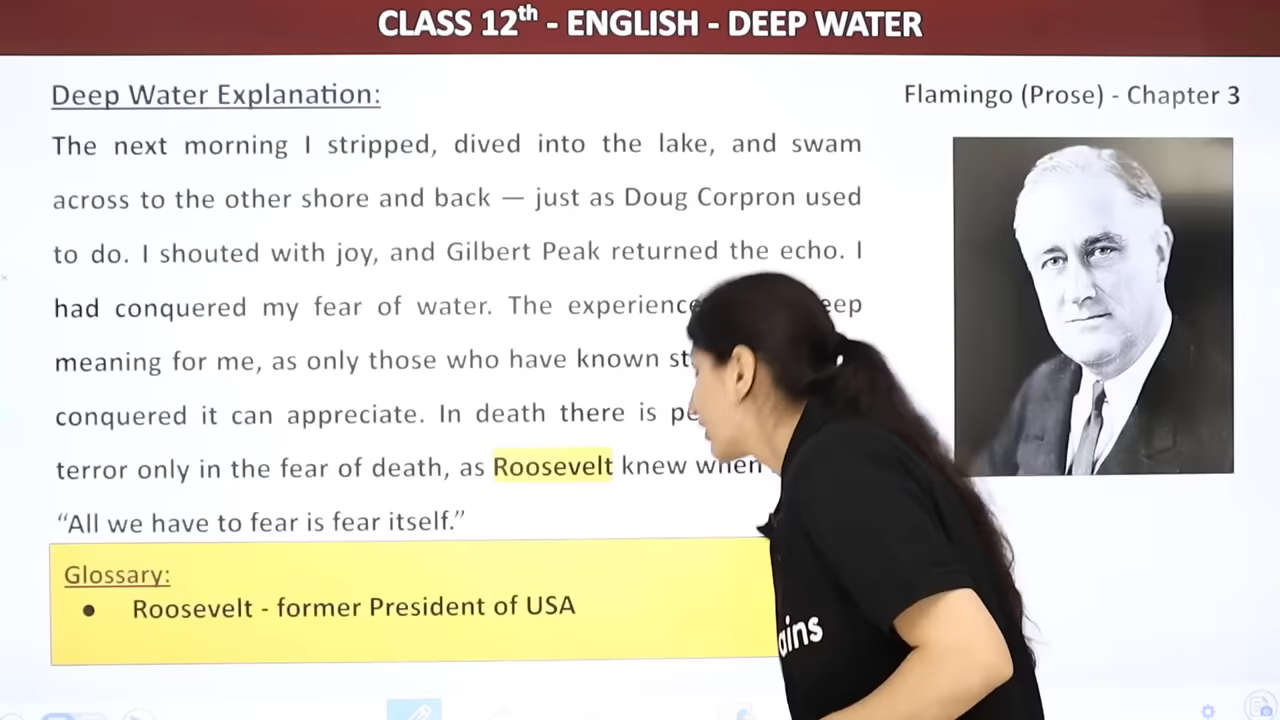 CLASS 12th - ENGLISH - DEEP WATER
Deep Water Explanation:
Flamingo (Prose) - Chapter 3
The next morning I stripped, dived into the lake, and swam
across to the other shore and back — just as Doug Corpron used
to do. I shouted with joy, and Gilbert Peak returned the echo. I
had conquered my fear of water. The
meaning for me, as only those who have known
conquered it can appreciate. In death there is
terror only in the fear of death, as Roosevelt knew when
“All we have to fear is fear itself.”
Glossary:
● Roosevelt - former President of USA